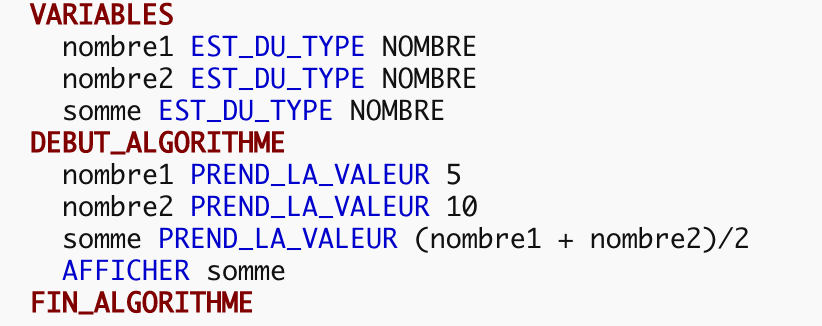 VARIABLES
nombre1 EST_DU_TYPE NOMBRE
nombre2 EST_DU_TYPE NOMBRE
somme EST_DU_TYPE NOMBRE
DEBUT_ALGORITHME
nombre1 PREND_LA_VALEUR 5
nombre2 PREND_LA_VALEUR 10
somme PREND_LA_VALEUR (nombre1 + nombre2)/2
AFFICHER somme
FIN_ALGORITHME